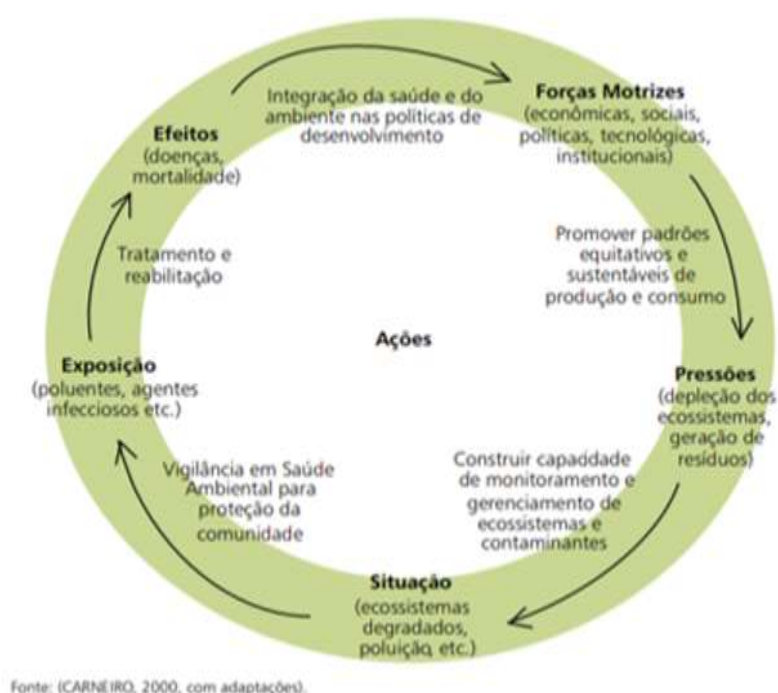 Integração da saúde e do
ambiente nas políticas de
desenvolvimento
Forças Motrizes
(econômicas, sociais,
políticas, tecnológicas,
institucionais)
Promover padrões
equitativos e
sustentáveis de
produção e consumo
Pressões
(depleção dos
ecossistemas,
geração de
resíduos)
Construir capacidade
de monitoramento e
gerenciamento de
ecossistemas e
contaminantes
Situação
(ecossistemas
degradados,
poluição, etc.)
Vigilância em Saúde
Ambiental para
proteção da
comunidade
Exposição
(poluentes, agentes
infecciosos etc.)
Tratamento e
reabilitação
Efeitos
(doenças,
mortalidade)
Ações
Fonte: (CARNEIRO, 2000, com adaptações).